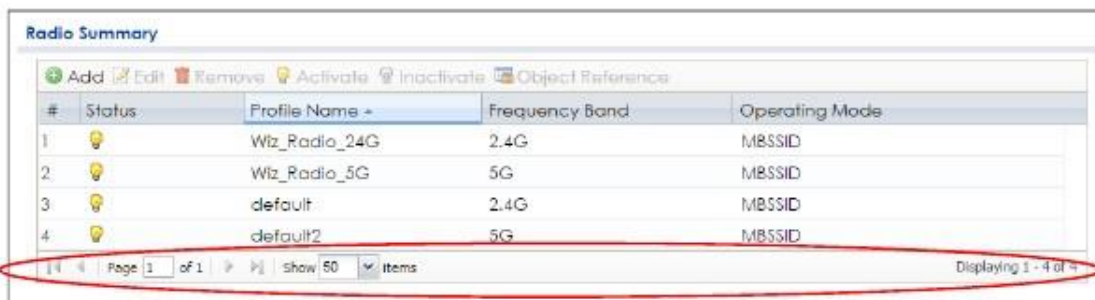 Radio Summary
Add Edit Remove Activate Inactivate Object Reference
# Status Profile Name Frequency Band Operating Mode
1 Wiz_Radio_24G 2.4G MBSSID
2 Wiz_Radio_5G 5G MBSSID
3 default 2.4G MBSSID
4 default2 5G MBSSID
Page 1 of 1 Show 50 items Displaying 1 - 4 of 4